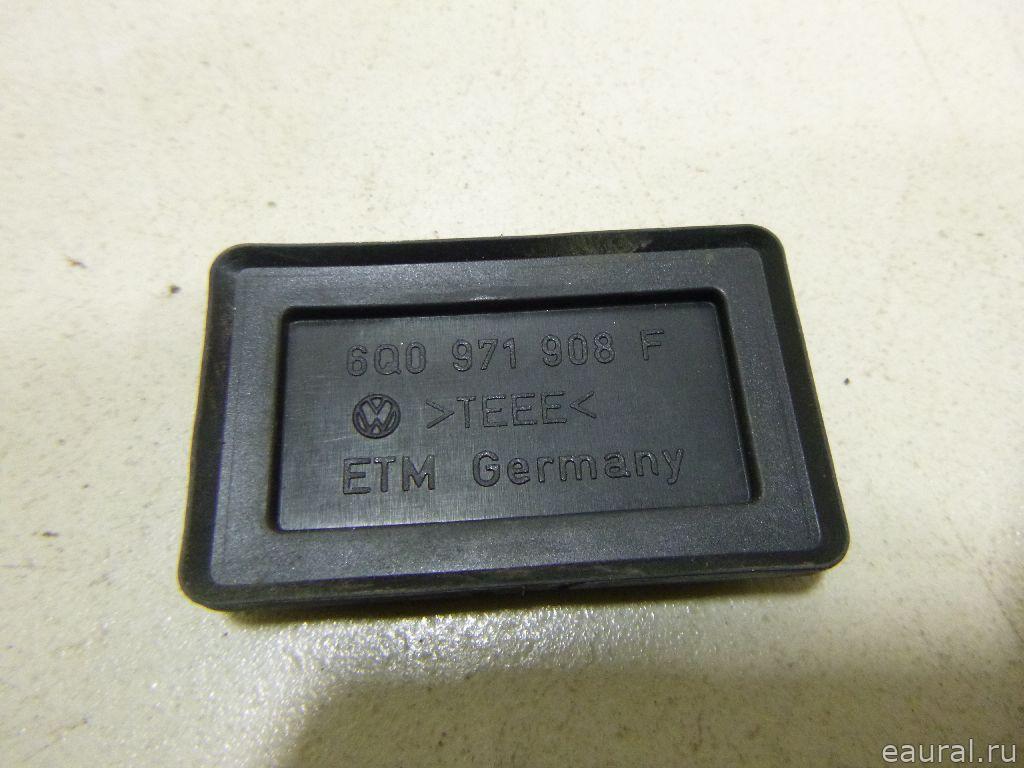 6Q0 971 908 F
>TEEE<
ETM Germany
eaural.ru